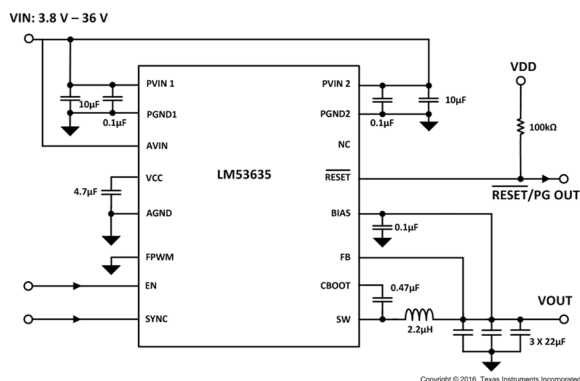 VIN: 3.8 V – 36 V
VDD
PVIN 1
PVIN 2
10µF
0.1µF
10µF
0.1µF
PGND1
PGND2
100kΩ
AVIN
NC
LM53635
VCC
RESET
RESET/PG OUT
4.7µF
AGND
BIAS
0.1µF
FPWM
FB
EN
CBOOT
0.47µF
VOUT
SYNC
SW
2.2µH
3 X 22µF
Copyright © 2016, Texas Instruments Incorporated